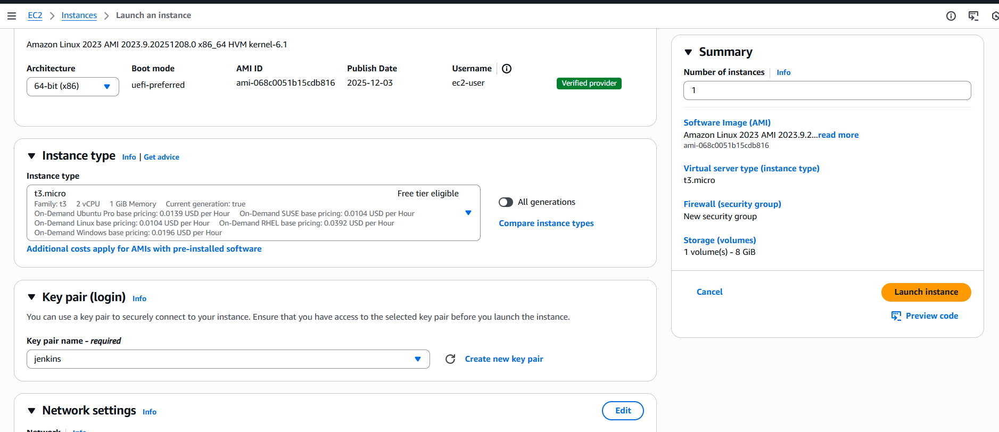 EC2 > Instances > Launch an instance
Amazon Linux 2023 AMI 2023.9.20251208.0 x86_64 HVM kernel-6.1
Architecture
64-bit (x86)
Boot mode
uefi-preferred
AMI ID
ami-068c0051b15cdb816
Publish Date
2025-12-03
Username
ec2-user
Verified provider
Instance type Info | Get advice
Instance type
t3.micro Free tier eligible
Family: t3 2 vCPU 1 GiB Memory Current generation: true
On-Demand Ubuntu Pro base pricing: 0.0139 USD per Hour On-Demand SUSE base pricing: 0.0104 USD per Hour
On-Demand Linux base pricing: 0.0104 USD per Hour On-Demand RHEL base pricing: 0.0392 USD per Hour
On-Demand Windows base pricing: 0.0196 USD per Hour
All generations
Compare instance types
Additional costs apply for AMIs with pre-installed software
Key pair (login) Info
You can use a key pair to securely connect to your instance. Ensure that you have access to the selected key pair before you launch the instance.
Key pair name - required
jenkins
Create new key pair
Network settings Info
Edit
Network Info
Summary
Number of instances Info
1
Software Image (AMI)
Amazon Linux 2023 AMI 2023.9.2...read more
ami-068c0051b15cdb816
Virtual server type (instance type)
t3.micro
Firewall (security group)
New security group
Storage (volumes)
1 volume(s) - 8 GiB
Cancel
Launch instance
Preview code